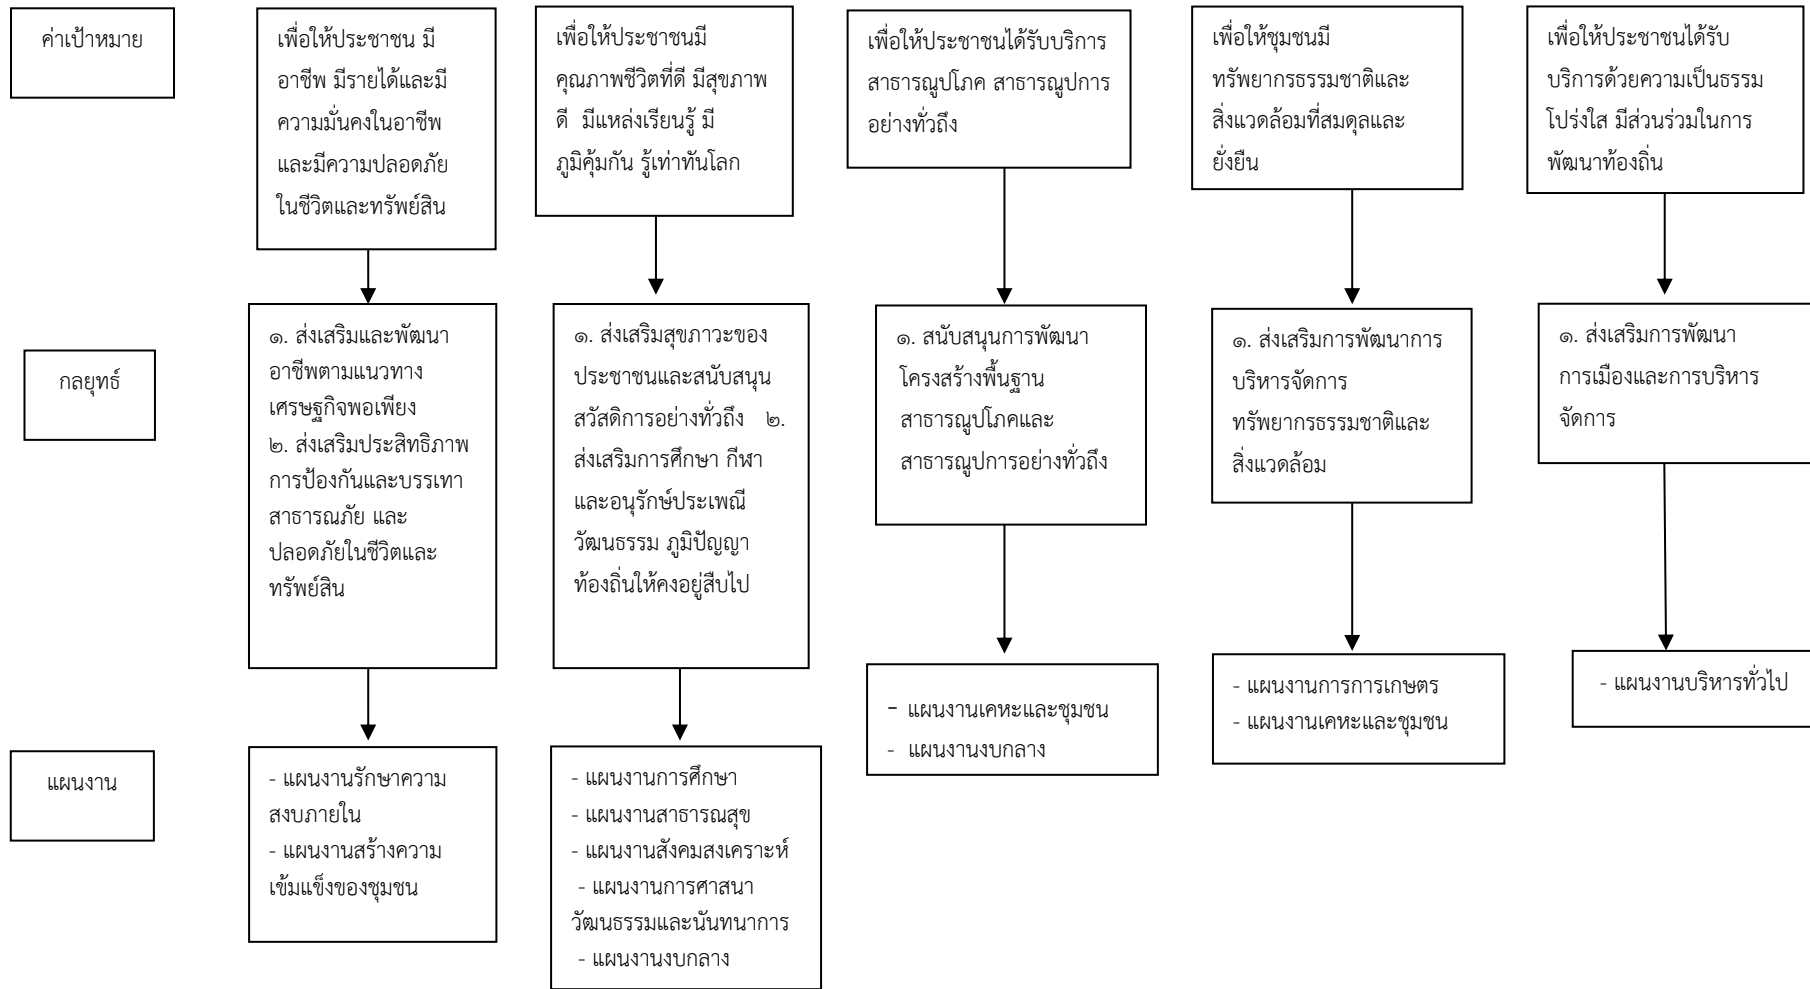 ค่าเป้าหมาย
เพื่อให้ประชาชน มี
อาชีพ มีรายได้และมี
ความมั่นคงในอาชีพ
และมีความปลอดภัย
ในชีวิตและทรัพย์สิน
เพื่อให้ประชาชนมี
คุณภาพชีวิตที่ดี มีสุขภาพ
ดี มีแหล่งเรียนรู้ มี
ภูมิคุ้มกัน รู้เท่าทันโลก
เพื่อให้ประชาชนได้รับบริการ
สาธารณูปโภค สาธารณูปการ
อย่างทั่วถึง
เพื่อให้ชุมชนมี
ทรัพยากรธรรมชาติและ
สิ่งแวดล้อมที่สมดุลและ
ยั่งยืน
เพื่อให้ประชาชนได้รับ
บริการด้วยความเป็นธรรม
โปร่งใส มีส่วนร่วมในการ
พัฒนาท้องถิ่น
กลยุทธ์
๑. ส่งเสริมและพัฒนา
อาชีพตามแนวทาง
เศรษฐกิจพอเพียง
๒. ส่งเสริมประสิทธิภาพ
การป้องกันและบรรเทา
สาธารณภัย และ
ปลอดภัยในชีวิตและ
ทรัพย์สิน
๑. ส่งเสริมสุขภาวะของ
ประชาชนและสนับสนุน
สวัสดิการอย่างทั่วถึง ๒.
ส่งเสริมการศึกษา กีฬา
และอนุรักษ์ประเพณี
วัฒนธรรม ภูมิปัญญา
ท้องถิ่นให้คงอยู่สืบไป
๑. สนับสนุนการพัฒนา
โครงสร้างพื้นฐาน
สาธารณูปโภคและ
สาธารณูปการอย่างทั่วถึง
๑. ส่งเสริมการพัฒนาการ
บริหารจัดการ
ทรัพยากรธรรมชาติและ
สิ่งแวดล้อม
๑. ส่งเสริมการพัฒนา
การเมืองและการบริหาร
จัดการ
แผนงาน
- แผนงานรักษาความ
สงบภายใน
- แผนงานสร้างความ
เข้มแข็งของชุมชน
- แผนงานการศึกษา
- แผนงานสาธารณสุข
- แผนงานสังคมสงเคราะห์
- แผนงานการศาสนา
วัฒนธรรมและนันทนาการ
- แผนงานงบกลาง
- แผนงานเคหะและชุมชน
- แผนงานงบกลาง
- แผนงานการการเกษตร
- แผนงานเคหะและชุมชน
- แผนงานบริหารทั่วไป